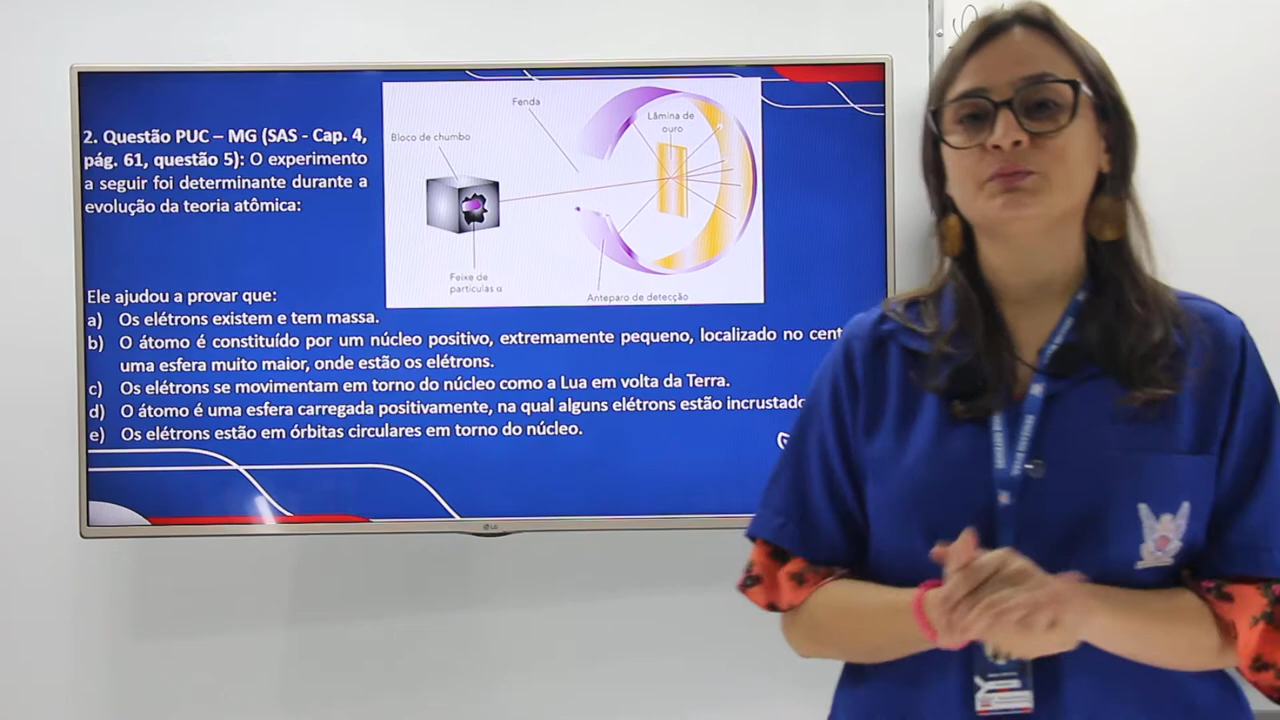 2. Questão PUC – MG (SAS - Cap. 4,
pág. 61, questão 5): O experimento
a seguir foi determinante durante a
evolução da teoria atômica:
Fenda
Lâmina de
ouro
Bloco de chumbo
Feixe de
partículas α
Anteparo de detecção
Ele ajudou a provar que:
a) Os elétrons existem e tem massa.
b) O átomo é constituído por um núcleo positivo, extremamente pequeno, localizado no cent
uma esfera muito maior, onde estão os elétrons.
c) Os elétrons se movimentam em torno do núcleo como a Lua em volta da Terra.
d) O átomo é uma esfera carregada positivamente, na qual alguns elétrons estão incrustado
e) Os elétrons estão em órbitas circulares em torno do núcleo.
LG